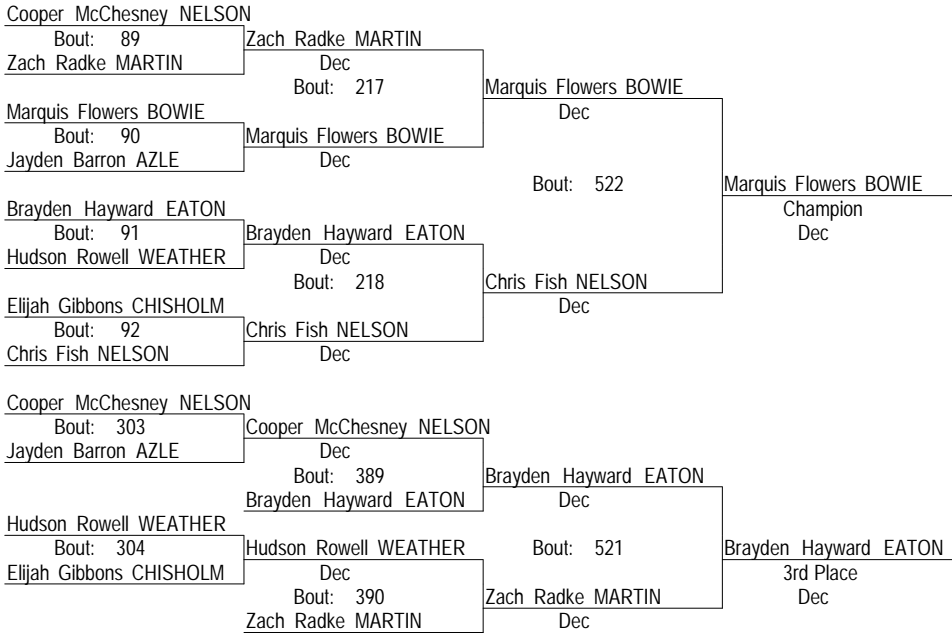 Cooper McChesney NELSON
Bout: 89 Zach Radke MARTIN
Zach Radke MARTIN Dec
Bout: 217 Marquis Flowers BOWIE
Marquis Flowers BOWIE Dec
Bout: 90 Marquis Flowers BOWIE
Jayden Barron AZLE Dec
Bout: 522 Marquis Flowers BOWIE
Brayden Hayward EATON Champion
Bout: 91 Brayden Hayward EATON Dec
Hudson Rowell WEATHER Dec
Bout: 218 Chris Fish NELSON
Elijah Gibbons CHISHOLM Dec
Bout: 92 Chris Fish NELSON
Chris Fish NELSON Dec
Cooper McChesney NELSON
Bout: 303 Cooper McChesney NELSON
Jayden Barron AZLE Dec
Bout: 389 Brayden Hayward EATON
Brayden Hayward EATON Dec
Hudson Rowell WEATHER
Bout: 304 Hudson Rowell WEATHER Bout: 521 Brayden Hayward EATON
Elijah Gibbons CHISHOLM Dec 3rd Place
Bout: 390 Zach Radke MARTIN Dec
Zach Radke MARTIN Dec